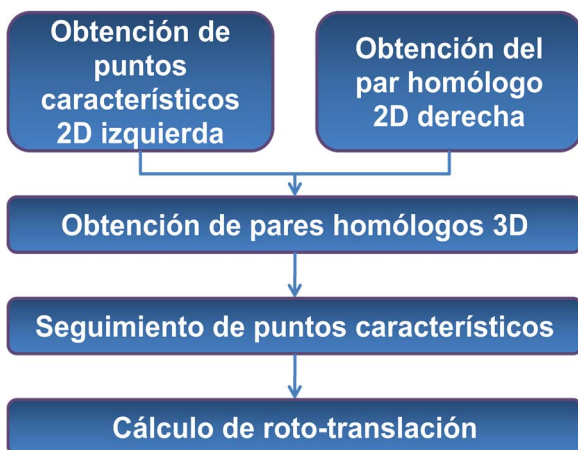 Obtención de
puntos
característicos
2D izquierda
Obtención del
par homólogo
2D derecha
Obtención de pares homólogos 3D
Seguimiento de puntos característicos
Cálculo de roto-translación